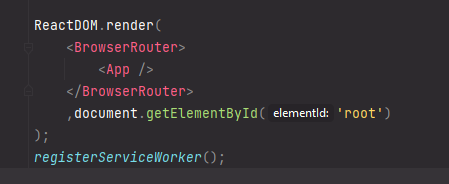 ReactDOM.render(
<BrowserRouter>
<App />
</BrowserRouter>
,document.getElementById( elementId: 'root')
);
registerServiceWorker();